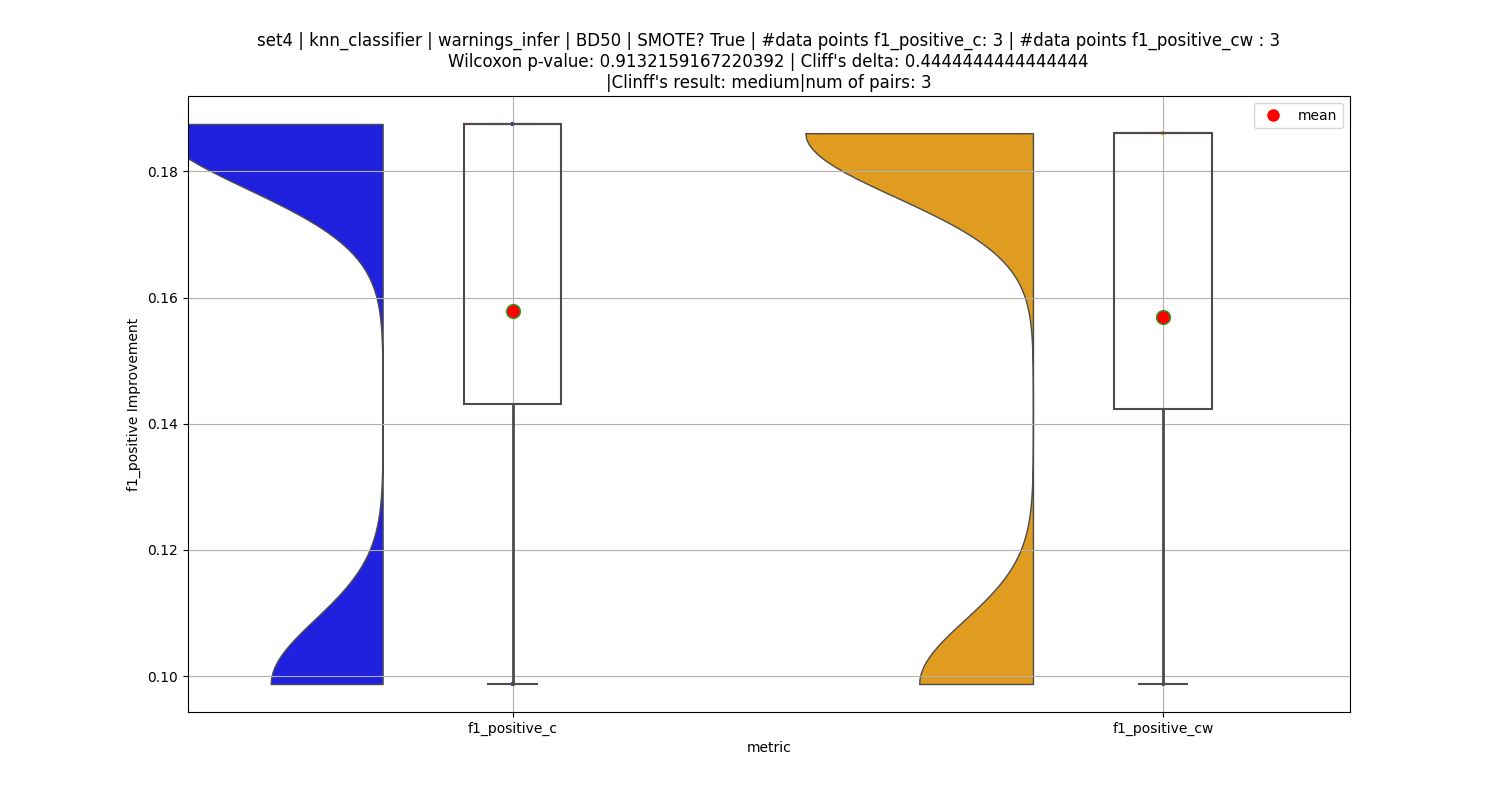 set4 | knn_classifier | warnings_infer | BD50 | SMOTE? True | #data points f1_positive_c: 3 | #data points f1_positive_cw : 3
Wilcoxon p-value: 0.9132159167220392 | Cliff's delta: 0.4444444444444444
|Clinff's result: medium|num of pairs: 3
mean
0.18
0.16
0.14
0.12
0.10
f1_positive Improvement
f1_positive_c
f1_positive_cw
metric